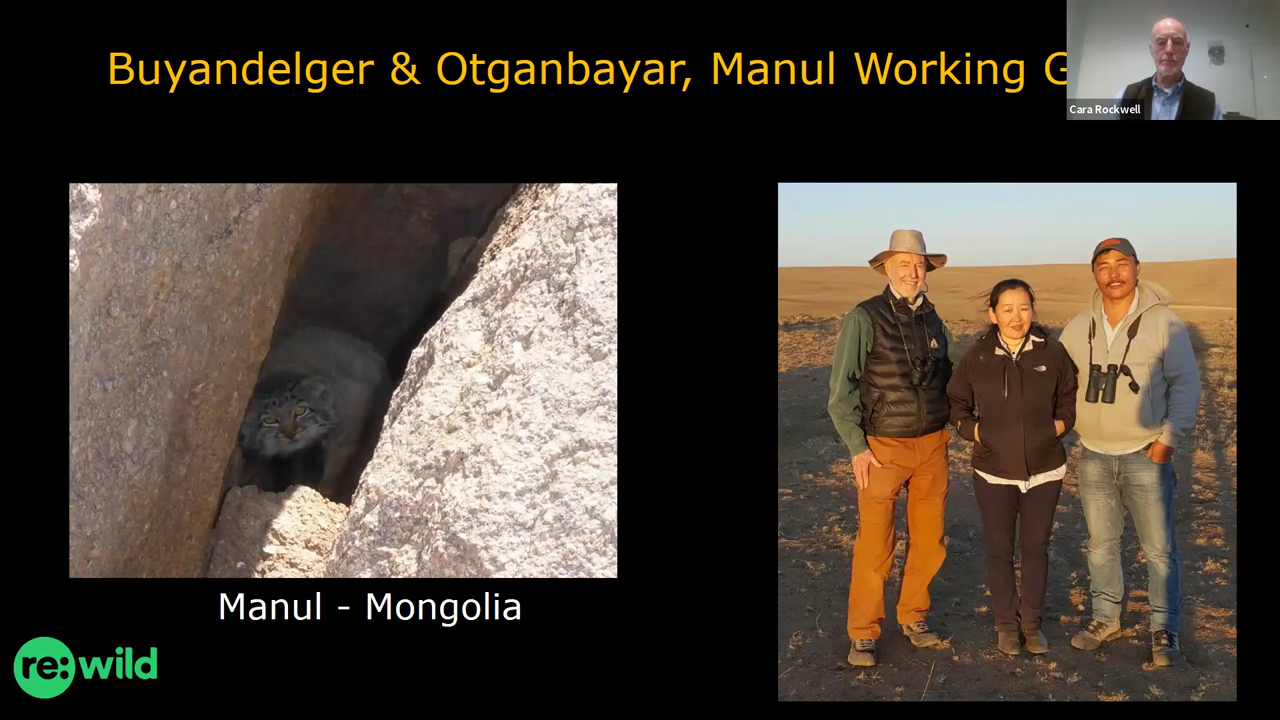 Buyandelger & Otganbayar, Manul Working G
Cara Rockwell
Manul - Mongolia
re:wild